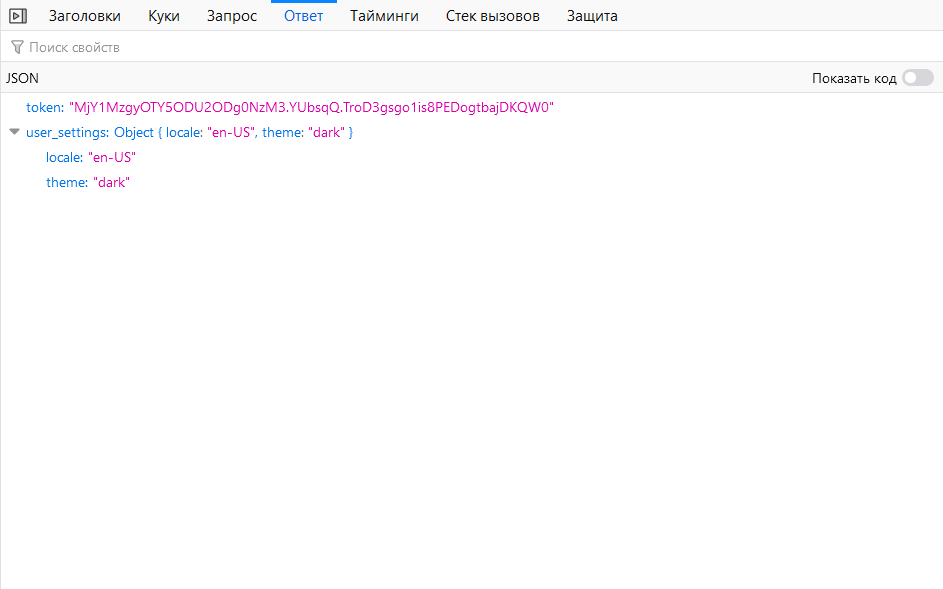 Заголовки Куки Запрос Ответ Тайминги Стек вызовов Защита
Поиск свойств
JSON Показать код
token: "MjY1MzgyOTY5ODU2ODg0NzM3.YUbsqQ.TroD3gsgo1is8PEDogtbajDKQW0"
user_settings: Object { locale: "en-US", theme: "dark" }
locale: "en-US"
theme: "dark"